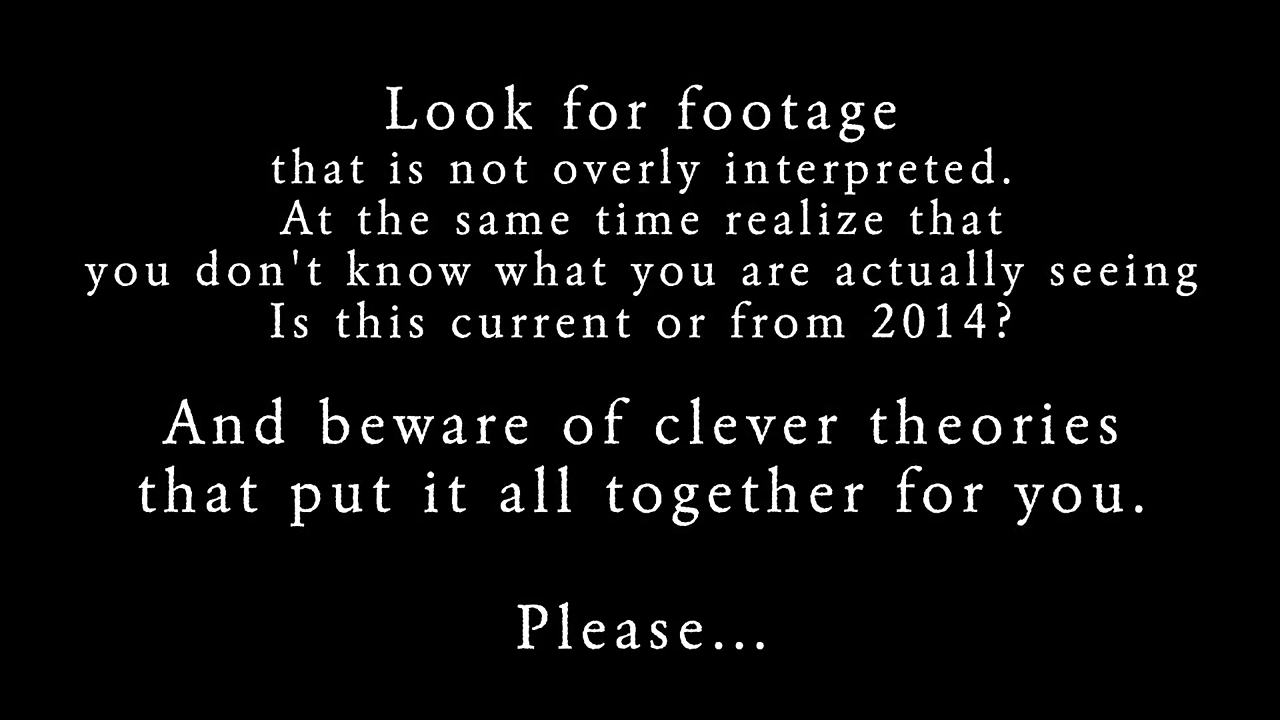 Look for footage
that is not overly interpreted.
At the same time realize that
you don't know what you are actually seeing
Is this current or from 2014?
And beware of clever theories
that put it all together for you.
Please...